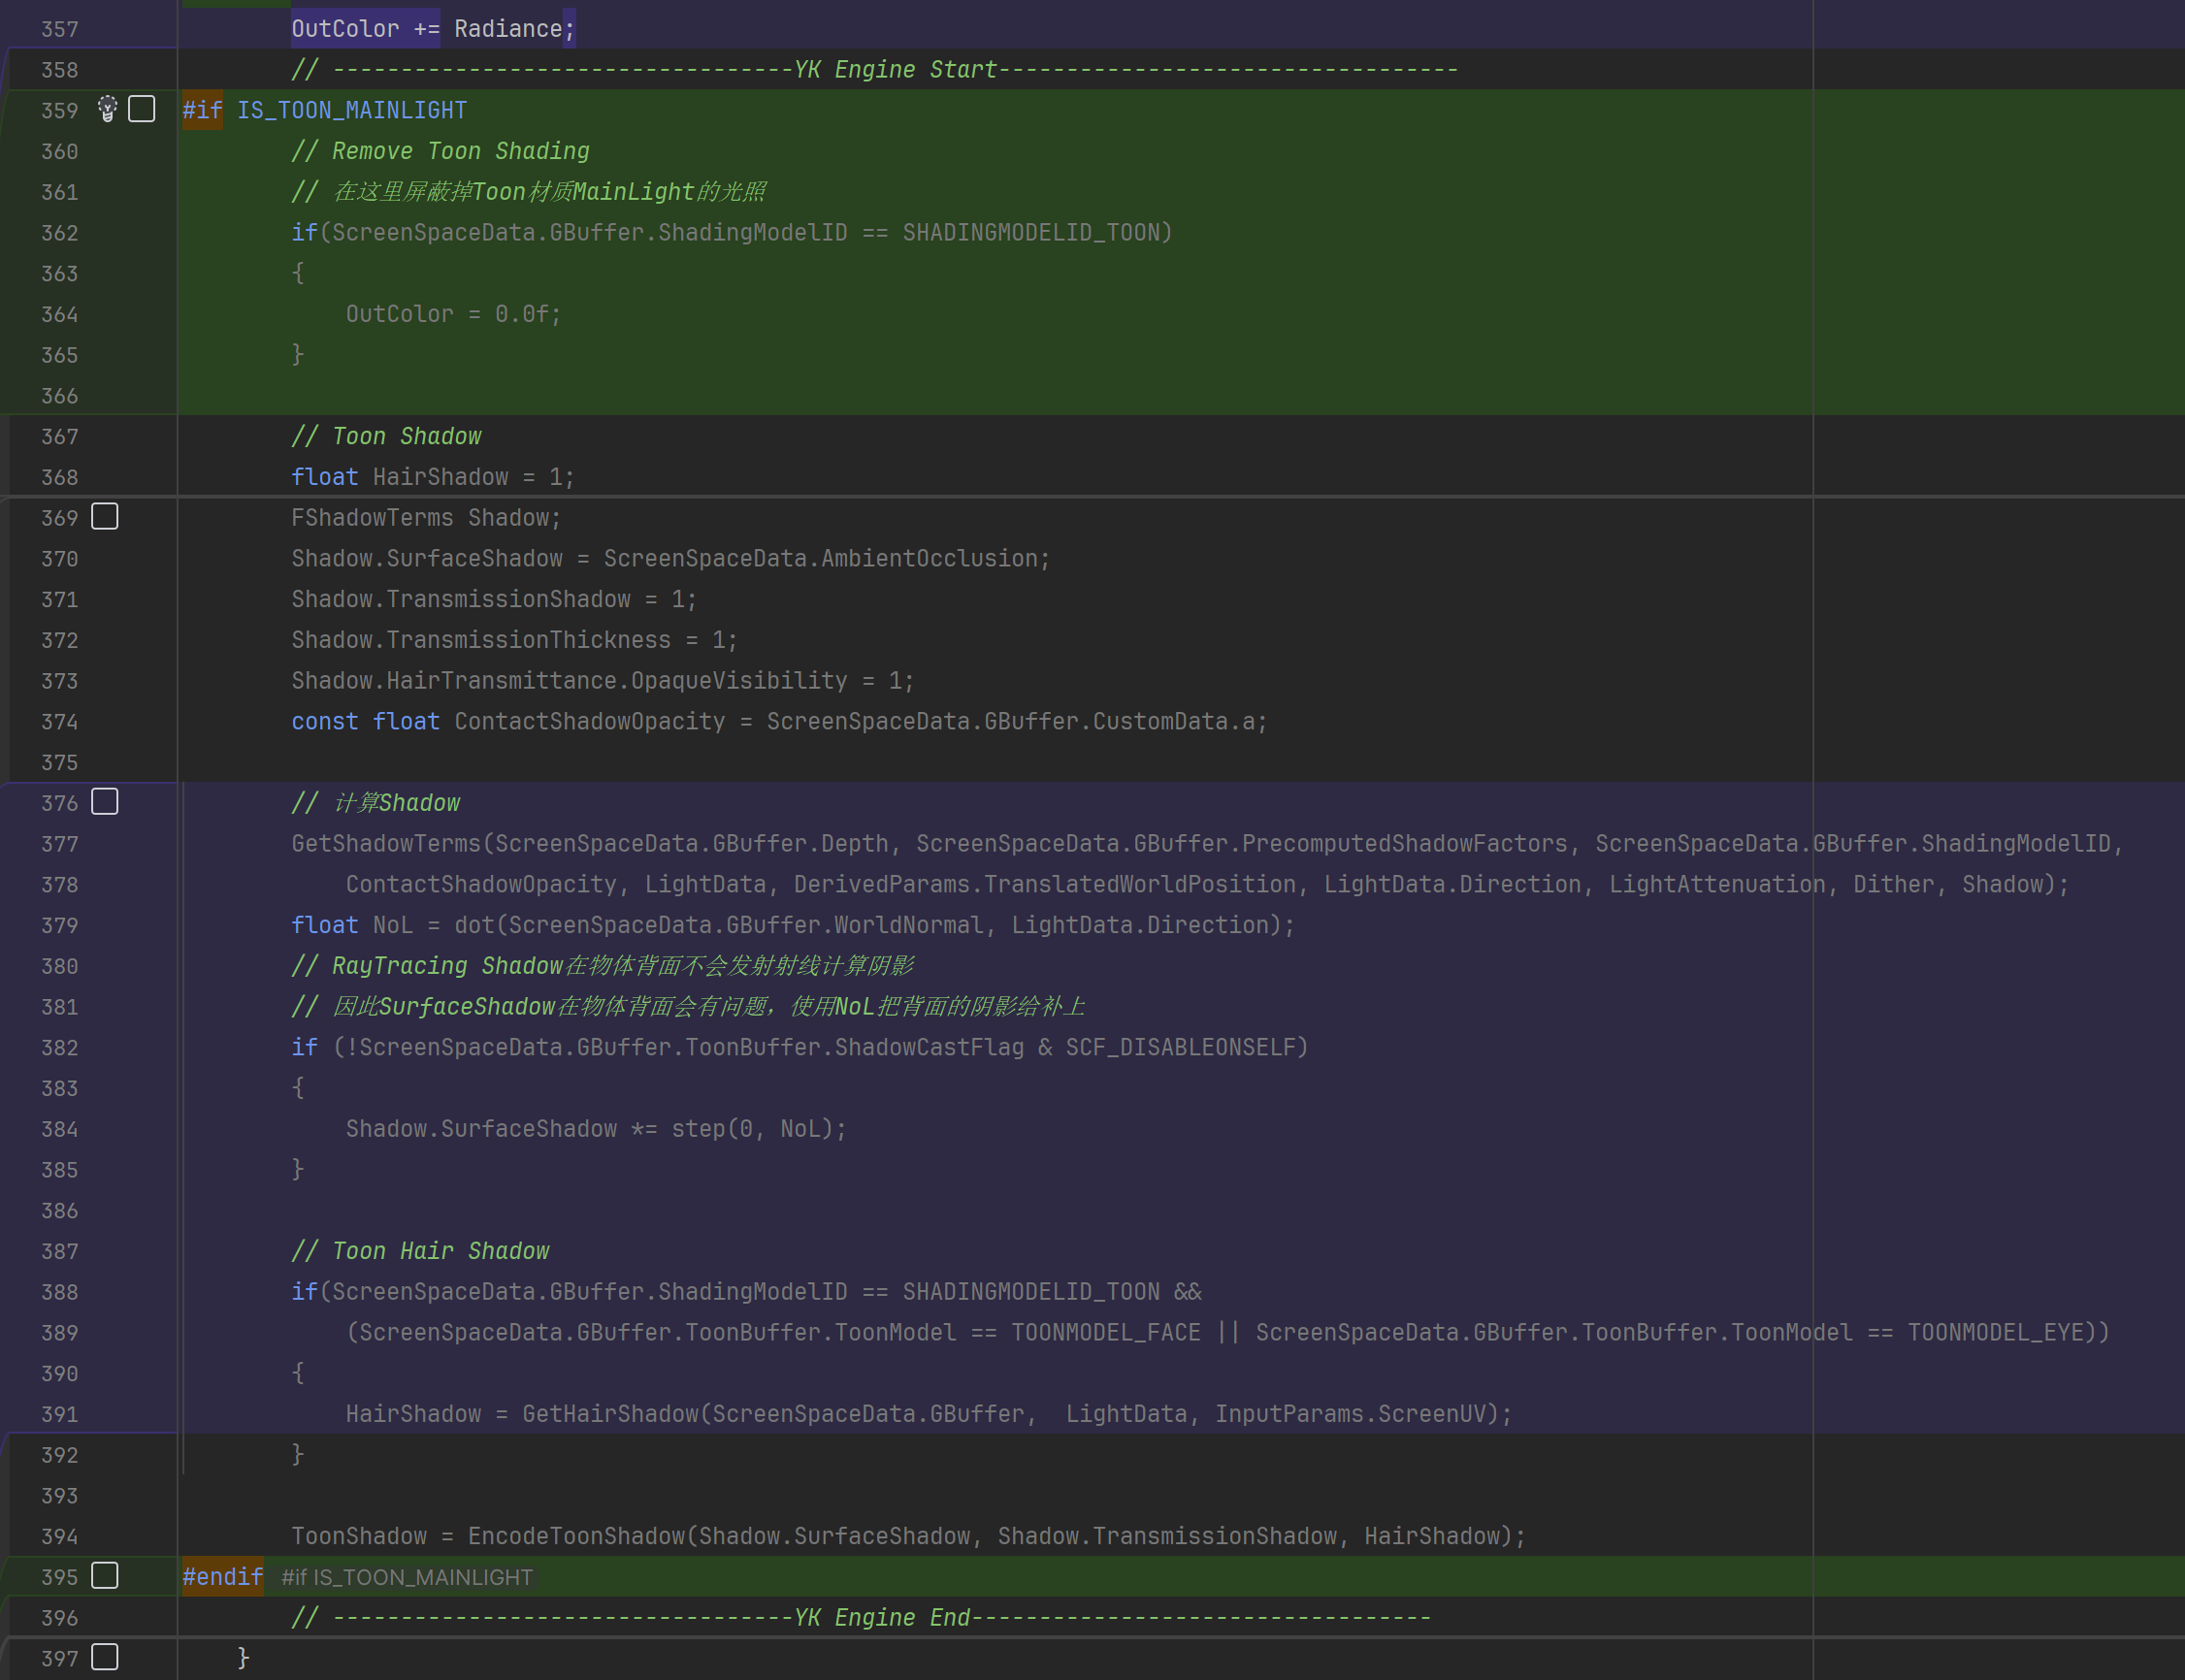 357         OutColor += Radiance;
358         // ----------------------------------YK Engine Start----------------------------------
359 #if IS_TOON_MAINLIGHT
360         // Remove Toon Shading
361         // 在这里屏蔽掉Toon材质MainLight的光照
362         if(ScreenSpaceData.GBuffer.ShadingModelID == SHADINGMODELID_TOON)
363         {
364             OutColor = 0.0f;
365         }
366
367         // Toon Shadow
368         float HairShadow = 1;
369         FShadowTerms Shadow;
370         Shadow.SurfaceShadow = ScreenSpaceData.AmbientOcclusion;
371         Shadow.TransmissionShadow = 1;
372         Shadow.TransmissionThickness = 1;
373         Shadow.HairTransmittance.OpaqueVisibility = 1;
374         const float ContactShadowOpacity = ScreenSpaceData.GBuffer.CustomData.a;
375
376         // 计算Shadow
377         GetShadowTerms(ScreenSpaceData.GBuffer.Depth, ScreenSpaceData.GBuffer.PrecomputedShadowFactors, ScreenSpaceData.GBuffer.ShadingModelID,
378             ContactShadowOpacity, LightData, DerivedParams.TranslatedWorldPosition, LightData.Direction, LightAttenuation, Dither, Shadow);
379         float NoL = dot(ScreenSpaceData.GBuffer.WorldNormal, LightData.Direction);
380         // RayTracing Shadow在物体背面不会发射射线计算阴影
381         // 因此SurfaceShadow在物体背面会有问题，使用NoL把背面的阴影给补上
382         if (!ScreenSpaceData.GBuffer.ToonBuffer.ShadowCastFlag & SCF_DISABLEONSELF)
383         {
384             Shadow.SurfaceShadow *= step(0, NoL);
385         }
386
387         // Toon Hair Shadow
388         if(ScreenSpaceData.GBuffer.ShadingModelID == SHADINGMODELID_TOON &&
389             (ScreenSpaceData.GBuffer.ToonBuffer.ToonModel == TOONMODEL_FACE || ScreenSpaceData.GBuffer.ToonBuffer.ToonModel == TOONMODEL_EYE))
390         {
391             HairShadow = GetHairShadow(ScreenSpaceData.GBuffer,  LightData, InputParams.ScreenUV);
392         }
393
394         ToonShadow = EncodeToonShadow(Shadow.SurfaceShadow, Shadow.TransmissionShadow, HairShadow);
395 #endif #if IS_TOON_MAINLIGHT
396         // ----------------------------------YK Engine End----------------------------------
397     }